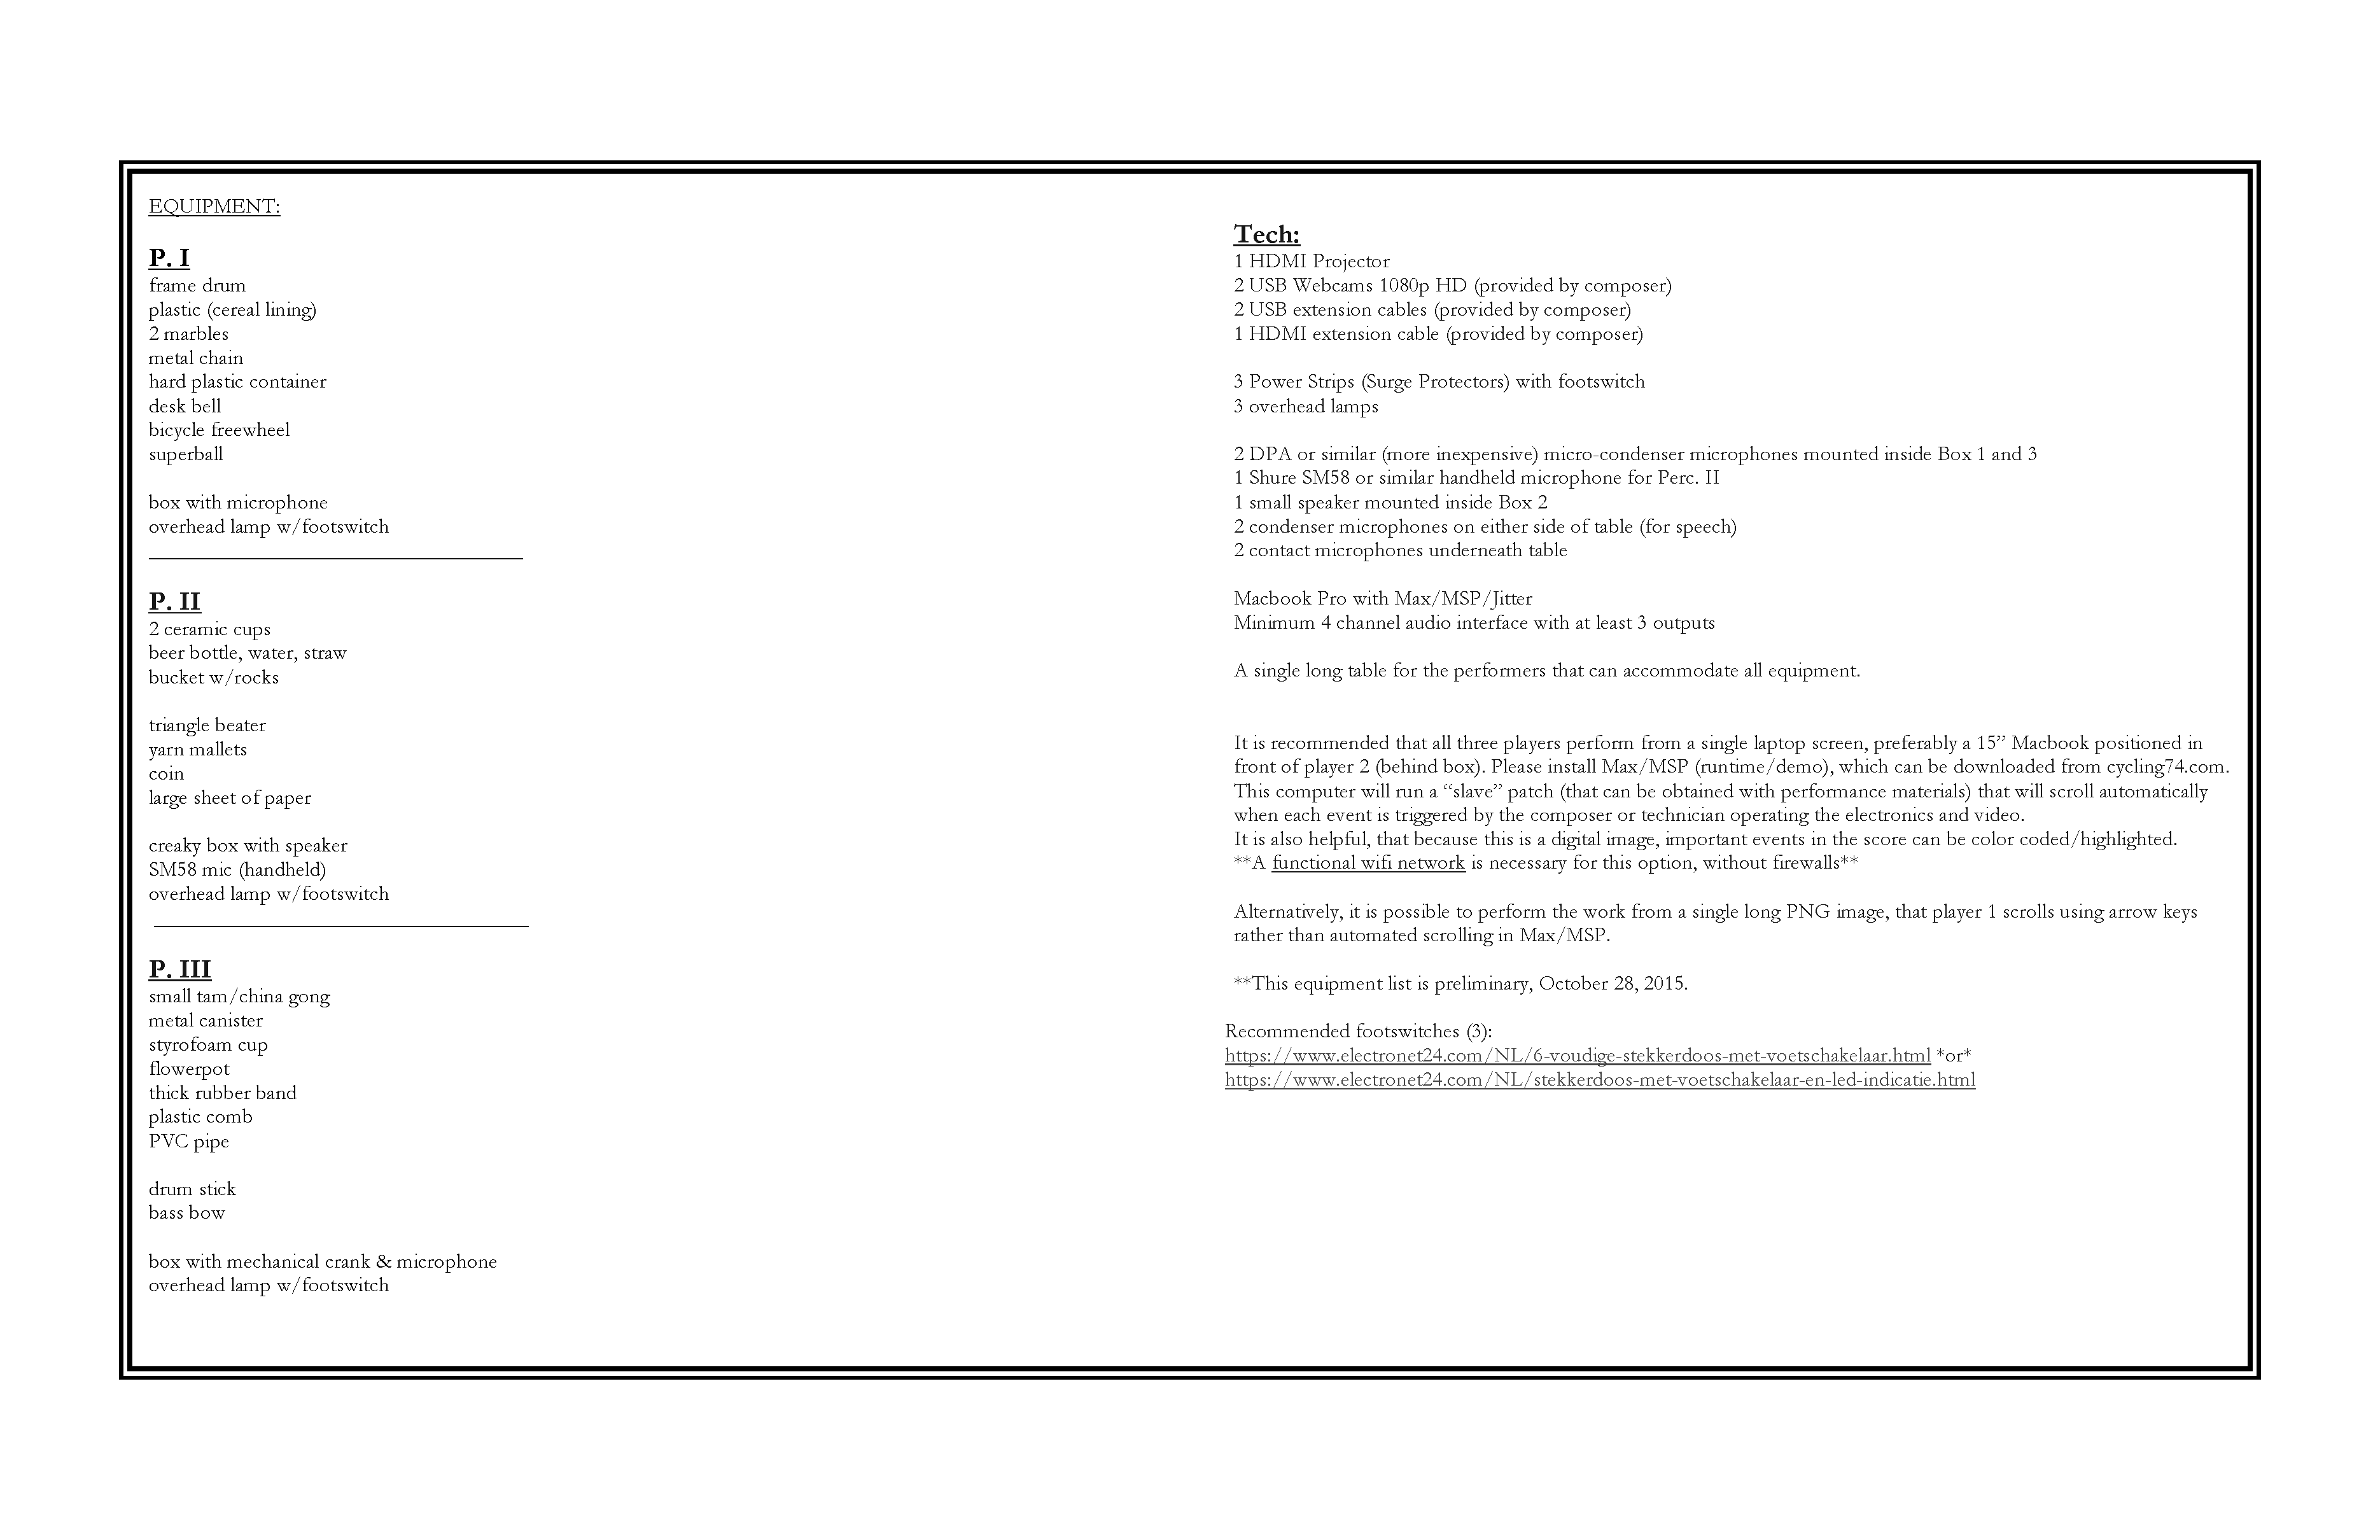 EQUIPMENT:
P. I
frame drum
plastic (cereal lining)
2 marbles
metal chain
hard plastic container
desk bell
bicycle freewheel
superball
box with microphone
overhead lamp w/footswitch
P. II
2 ceramic cups
beer bottle, water, straw
bucket w/rocks
triangle beater
yarn mallets
coin
large sheet of paper
creaky box with speaker
SM58 mic (handheld)
overhead lamp w/footswitch
P. III
small tam/china gong
metal canister
styrofoam cup
flowerpot
thick rubber band
plastic comb
PVC pipe
drum stick
bass bow
box with mechanical crank & microphone
overhead lamp w/footswitch
Tech:
1 HDMI Projector
2 USB Webcams 1080p HD (provided by composer)
2 USB extension cables (provided by composer)
1 HDMI extension cable (provided by composer)
3 Power Strips (Surge Protectors) with footswitch
3 overhead lamps
2 DPA or similar (more inexpensive) micro-condenser microphones mounted inside Box 1 and 3
1 Shure SM58 or similar handheld microphone for Perc. II
1 small speaker mounted inside Box 2
2 condenser microphones on either side of table (for speech)
2 contact microphones underneath table
Macbook Pro with Max/MSP/Jitter
Minimum 4 channel audio interface with at least 3 outputs
A single long table for the performers that can accommodate all equipment.
It is recommended that all three players perform from a single laptop screen, preferably a 15” Macbook positioned in
front of player 2 (behind box). Please install Max/MSP (runtime/demo), which can be downloaded from cycling74.com.
This computer will run a “slave” patch (that can be obtained with performance materials) that will scroll automatically
when each event is triggered by the composer or technician operating the electronics and video.
It is also helpful, that because this is a digital image, important events in the score can be color coded/highlighted.
**A functional wifi network is necessary for this option, without firewalls**
Alternatively, it is possible to perform the work from a single long PNG image, that player 1 scrolls using arrow keys
rather than automated scrolling in Max/MSP.
**This equipment list is preliminary, October 28, 2015.
Recommended footswitches (3):
https://www.electronet24.com/NL/6-voudige-stekkerdoos-met-voetschakelaar.html *or*
https://www.electronet24.com/NL/stekkerdoos-met-voetschakelaar-en-led-indicatie.html